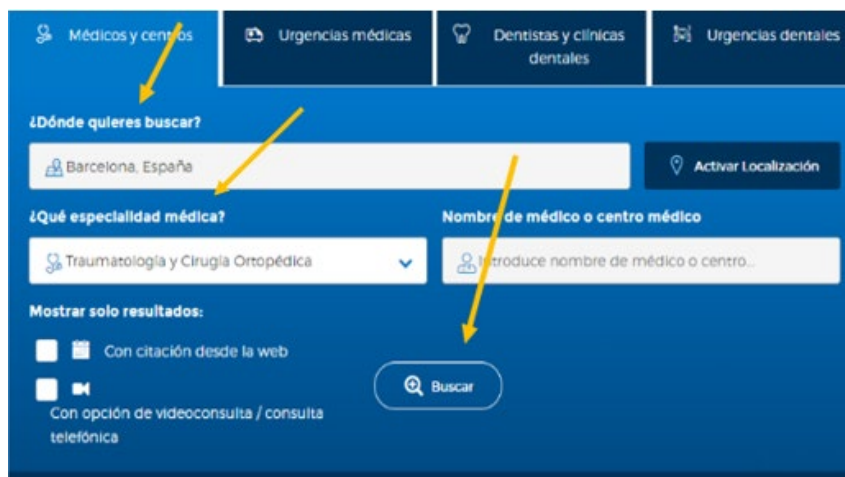 Médicos y centros
Urgencias médicas
Dentistas y clínicas
dentales
Urgencias dentales
¿Dónde quieres buscar?
Barcelona, España
Activar Localización
¿Qué especialidad médica?
Nombre de médico o centro médico
Traumatología y Cirugía Ortopédica
Introduce nombre de médico o centro...
Mostrar solo resultados:
Con citación desde la web
Buscar
Con opción de videoconsulta / consulta
telefónica